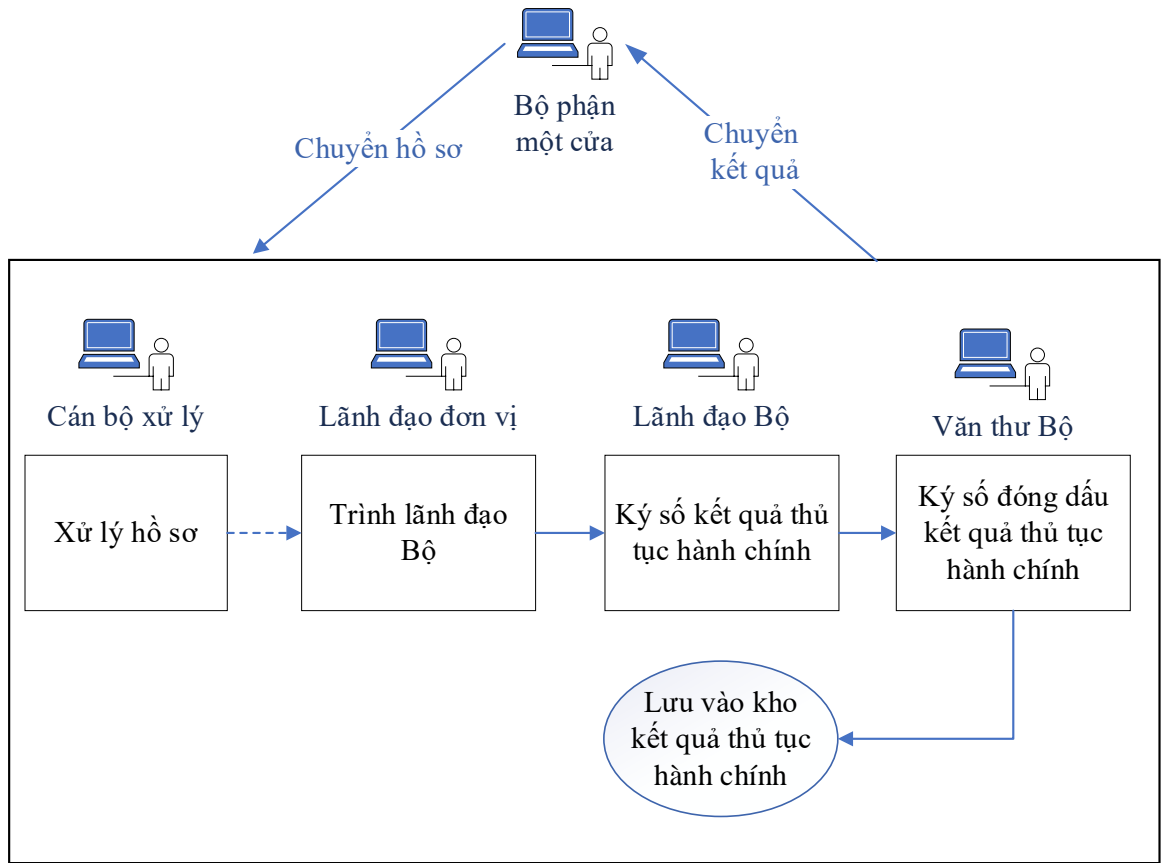 Bộ phận
một cửa
Chuyển hồ sơ
Chuyển
kết quả
Cán bộ xử lý
Lãnh đạo đơn vị
Lãnh đạo Bộ
Văn thư Bộ
Xử lý hồ sơ
Trình lãnh đạo
Bộ
Ký số kết quả thủ
tục hành chính
Ký số đóng dấu
kết quả thủ tục
hành chính
Lưu vào kho
kết quả thủ tục
hành chính